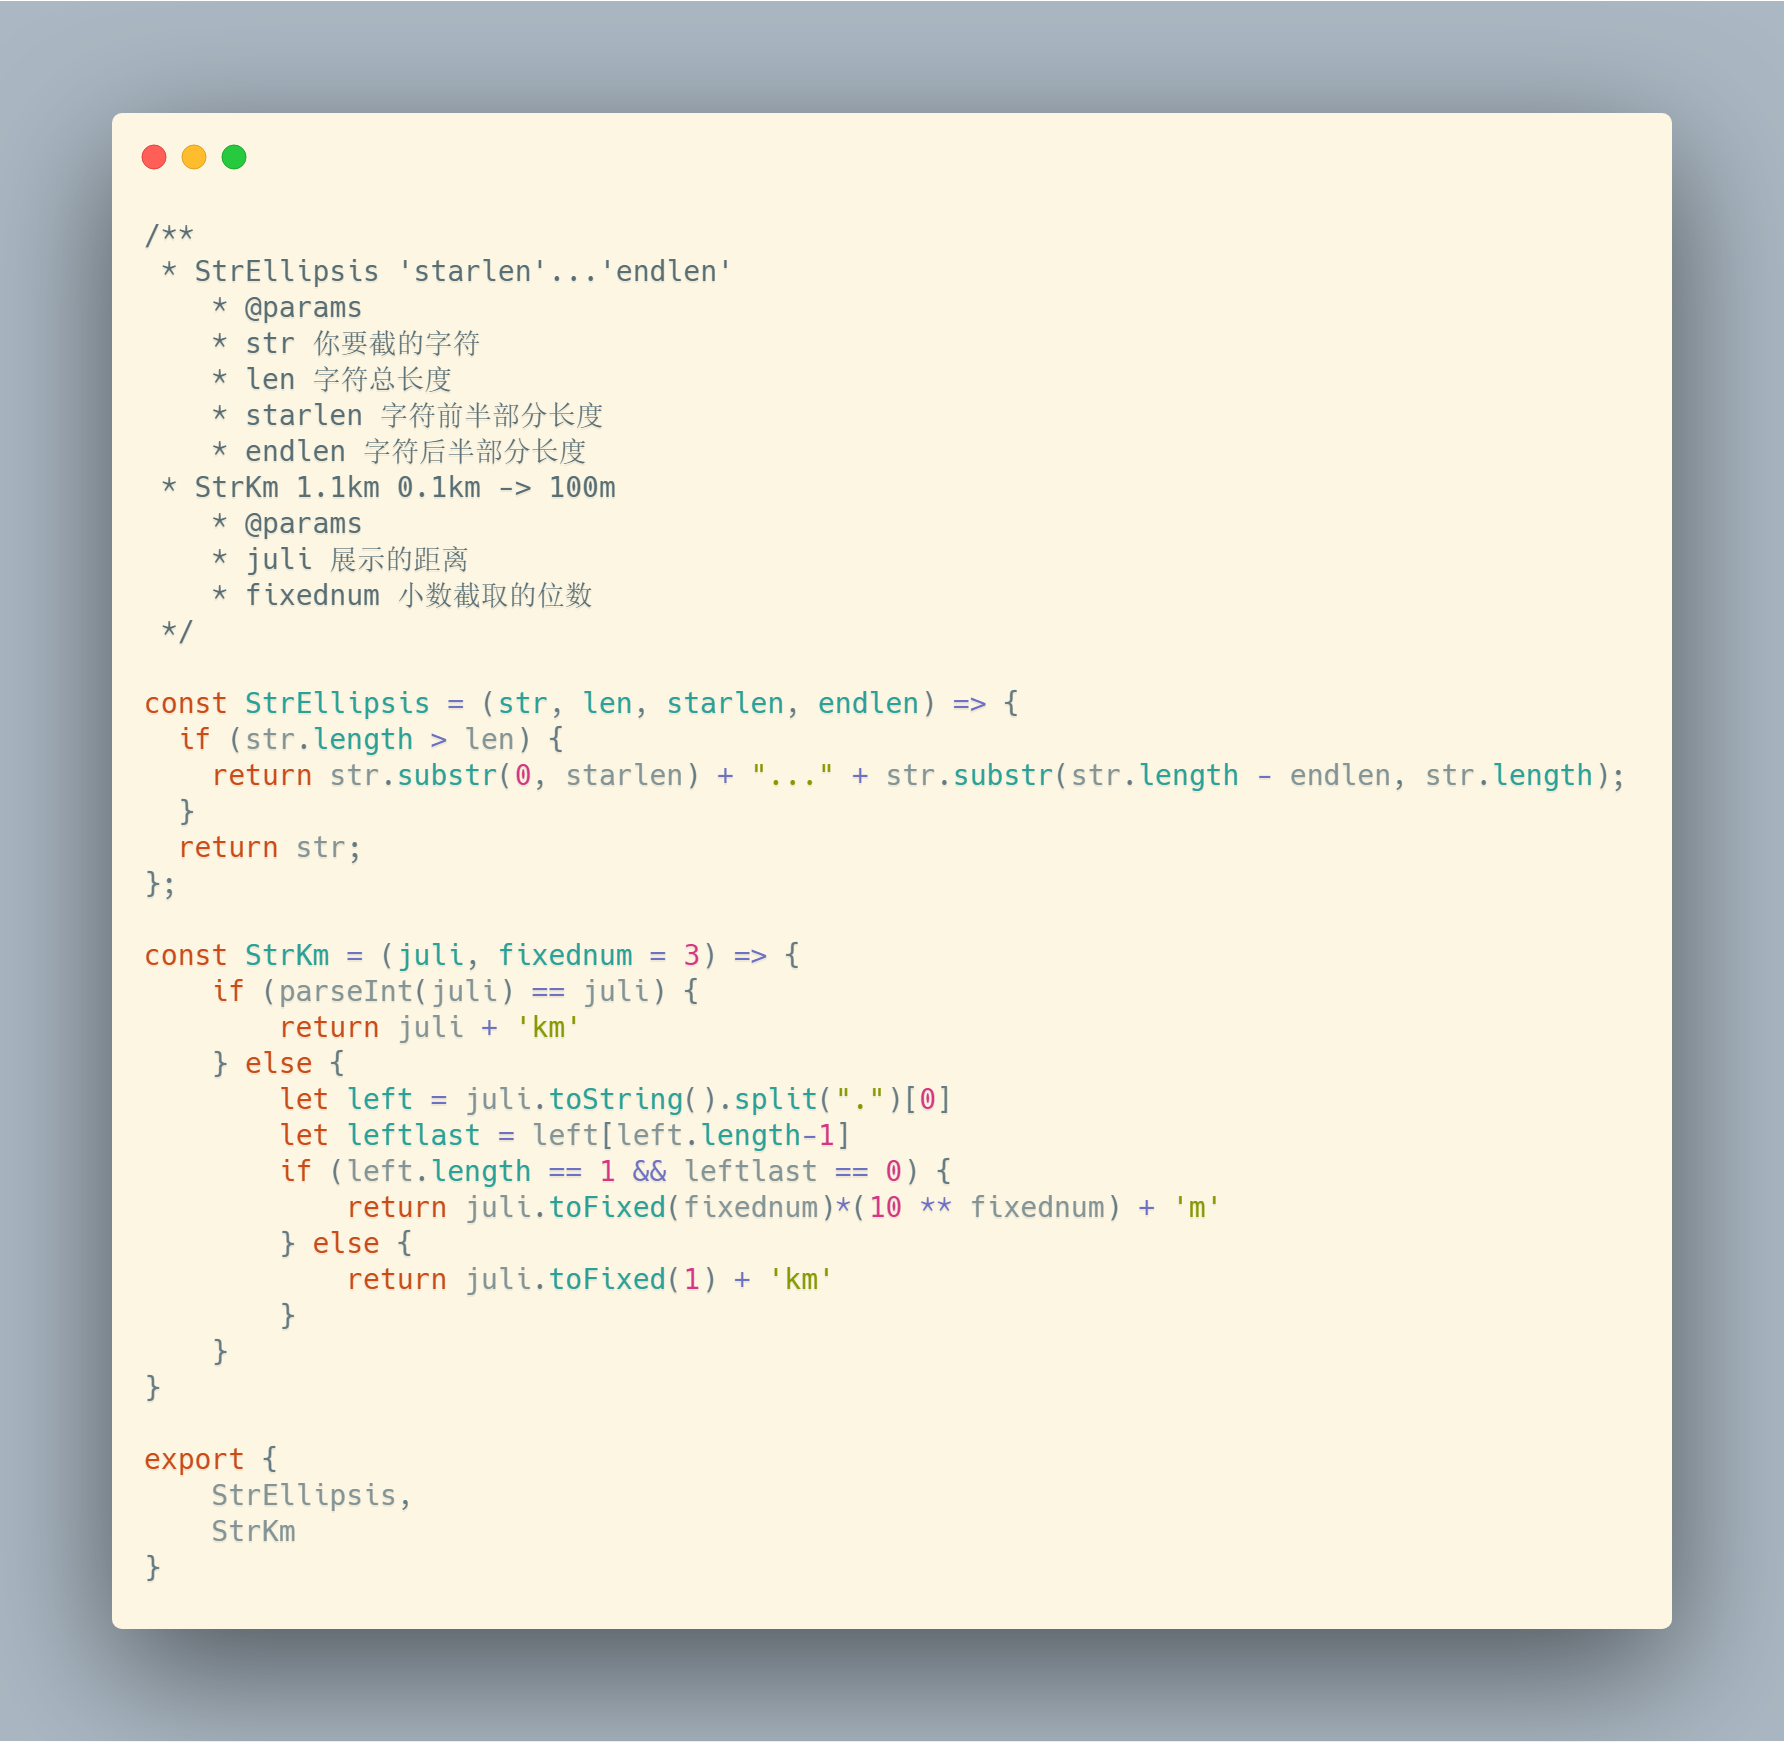 /**
 * StrEllipsis 'starlen'...'endlen'
    * @params
    * str 你要截的字符
    * len 字符总长度
    * starlen 字符前半部分长度
    * endlen 字符后半部分长度
 * StrKm 1.1km 0.1km -> 100m
    * @params
    * juli 展示的距离
    * fixednum 小数截取的位数
 */

const StrEllipsis = (str, len, starlen, endlen) => {
  if (str.length > len) {
    return str.substr(0, starlen) + "..." + str.substr(str.length - endlen, str.length);
  }
  return str;
};

const StrKm = (juli, fixednum = 3) => {
    if (parseInt(juli) == juli) {
        return juli + 'km'
    } else {
        let left = juli.toString().split(".")[0]
        let leftlast = left[left.length-1]
        if (left.length == 1 && leftlast == 0) {
            return juli.toFixed(fixednum)*(10 ** fixednum) + 'm'
        } else {
            return juli.toFixed(1) + 'km'
        }
    }
}

export {
    StrEllipsis,
    StrKm
}